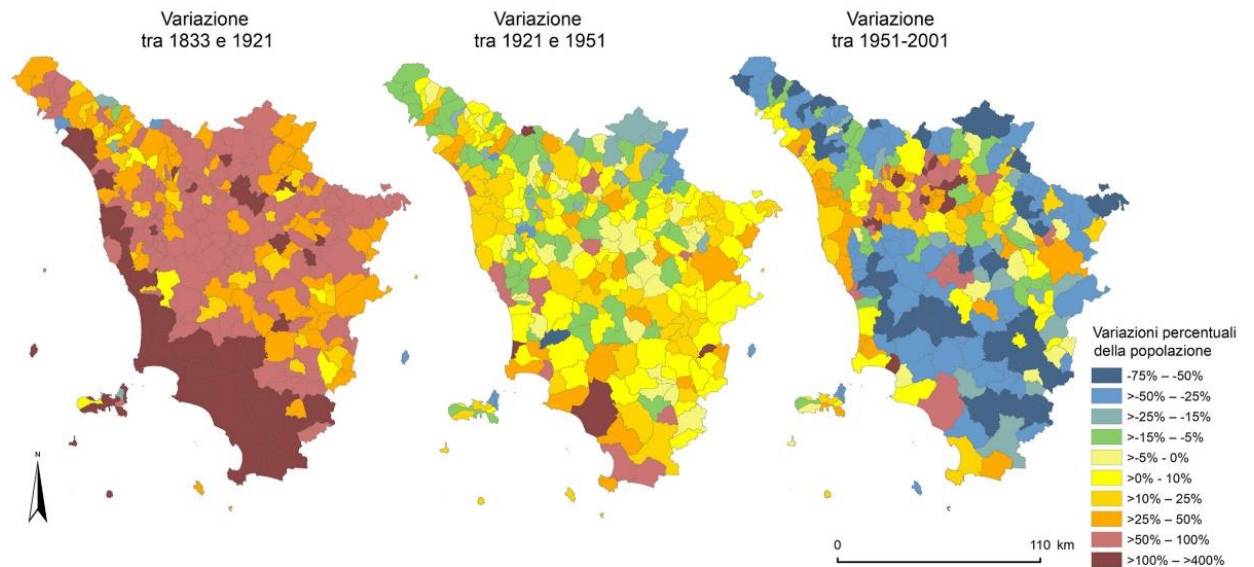 Variazione
tra 1833 e 1921
Variazione
tra 1921 e 1951
Variazione
tra 1951-2001
Variazioni percentuali
della popolazione
-75% – -50%
>-50% – -25%
>-25% – -15%
>-15% – -5%
>-5% - 0%
>0% - 10%
>10% – 25%
>25% – 50%
>50% – 100%
>100% – >400%
N
0 110 km